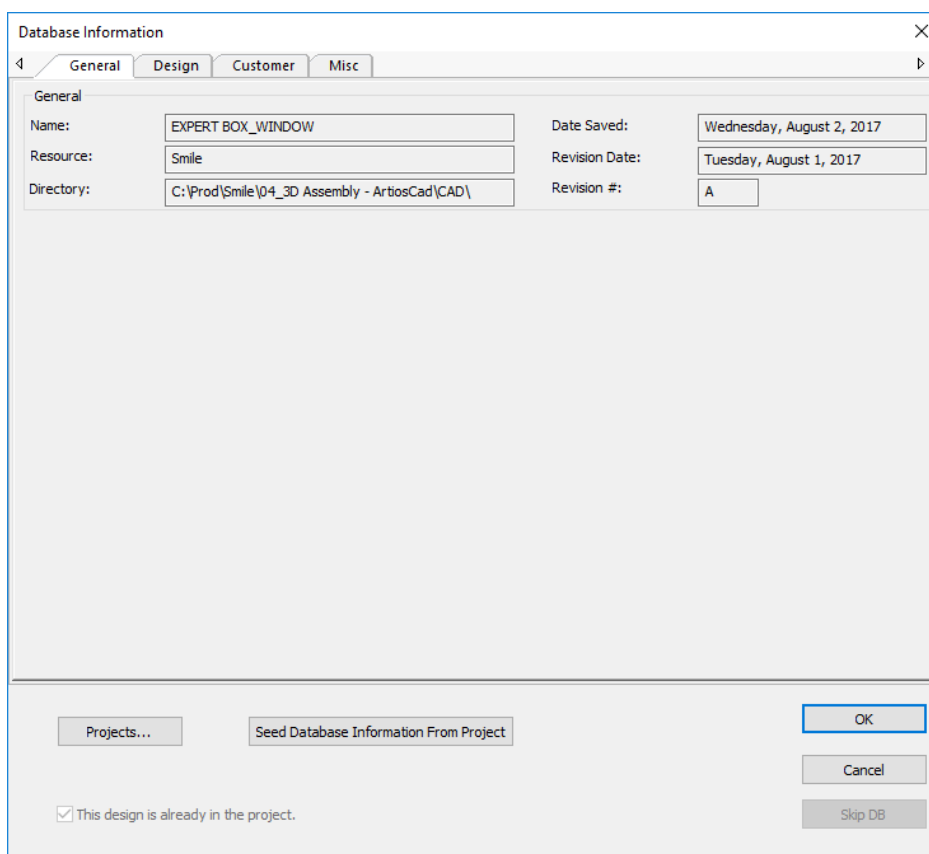 Database Information
General Design Customer Misc
General
Name: EXPERT BOX_WINDOW Date Saved: Wednesday, August 2, 2017
Resource: Smile Revision Date: Tuesday, August 1, 2017
Directory: C:\Prod\Smile\04_3D Assembly - ArtiosCad\CAD\ Revision #: A
Projects... Seed Database Information From Project OK
Cancel
This design is already in the project. Skip DB